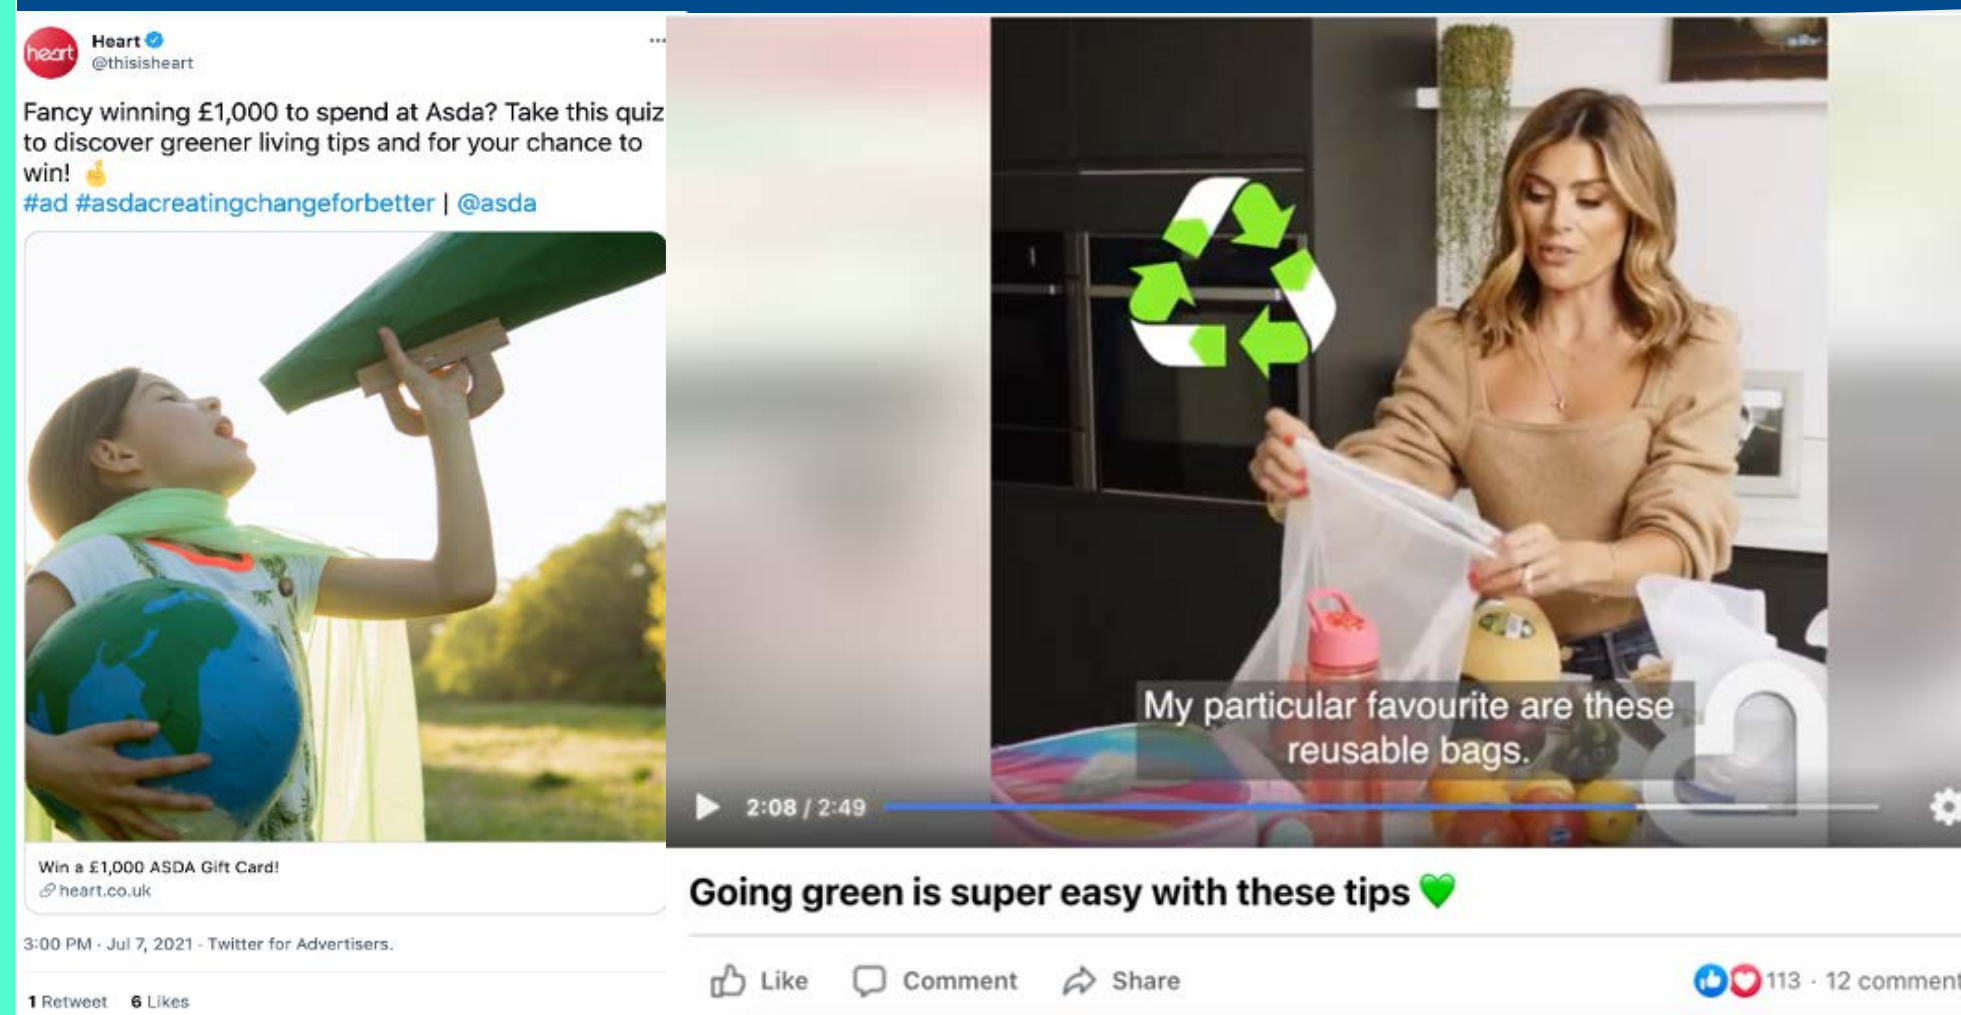 heart
Heart
@thisisheart
Fancy winning £1,000 to spend at Asda? Take this quiz
to discover greener living tips and for your chance to
win! 🤞
#ad #asdacreatingchangeforbetter | @asda
Win a £1,000 ASDA Gift Card!
heart.co.uk
3:00 PM · Jul 7, 2021 · Twitter for Advertisers.
1 Retweet 6 Likes
My particular favourite are these
reusable bags.
2:08 / 2:49
Going green is super easy with these tips 💚
Like Comment Share 113 · 12 comment